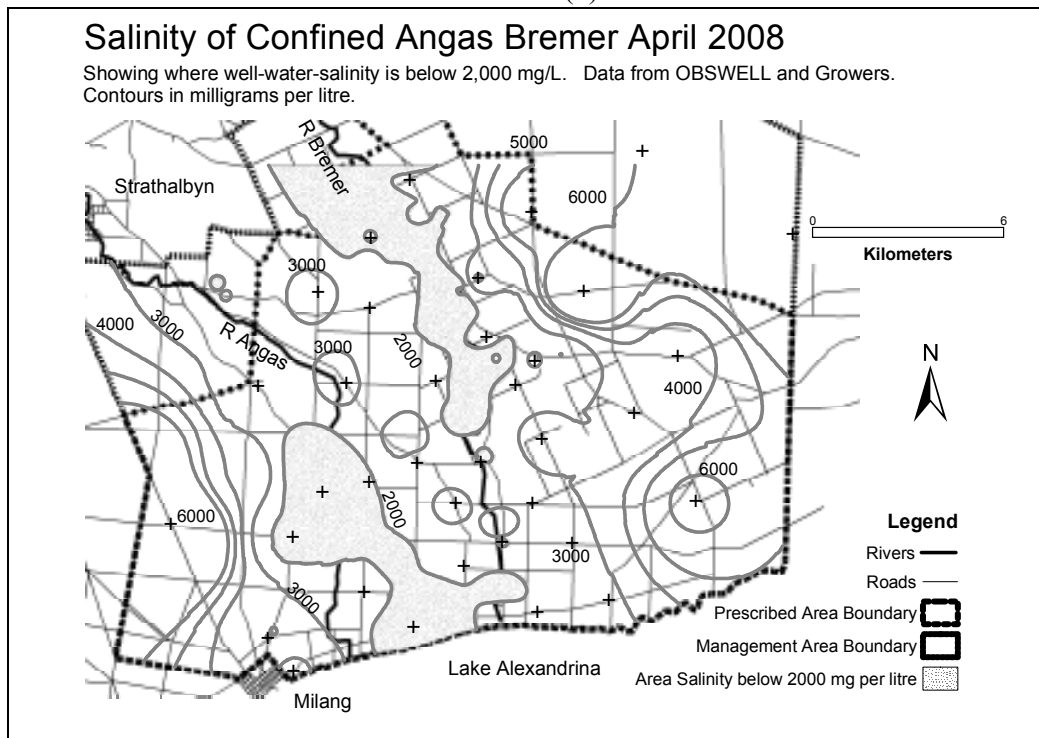 Salinity of Confined Angas Bremer April 2008
Showing where well-water-salinity is below 2,000 mg/L. Data from OBSWELL and Growers.
Contours in milligrams per litre.
R Bremer
5000
Strathalbyn
6000
0 6
Kilometers
3000
4000
3000
R Angas
3000
2000
N
4000
6000
2000
6000
3000
3000
Legend
Rivers
Roads
Prescribed Area Boundary
Management Area Boundary
Area Salinity below 2000 mg per litre
Lake Alexandrina
Milang